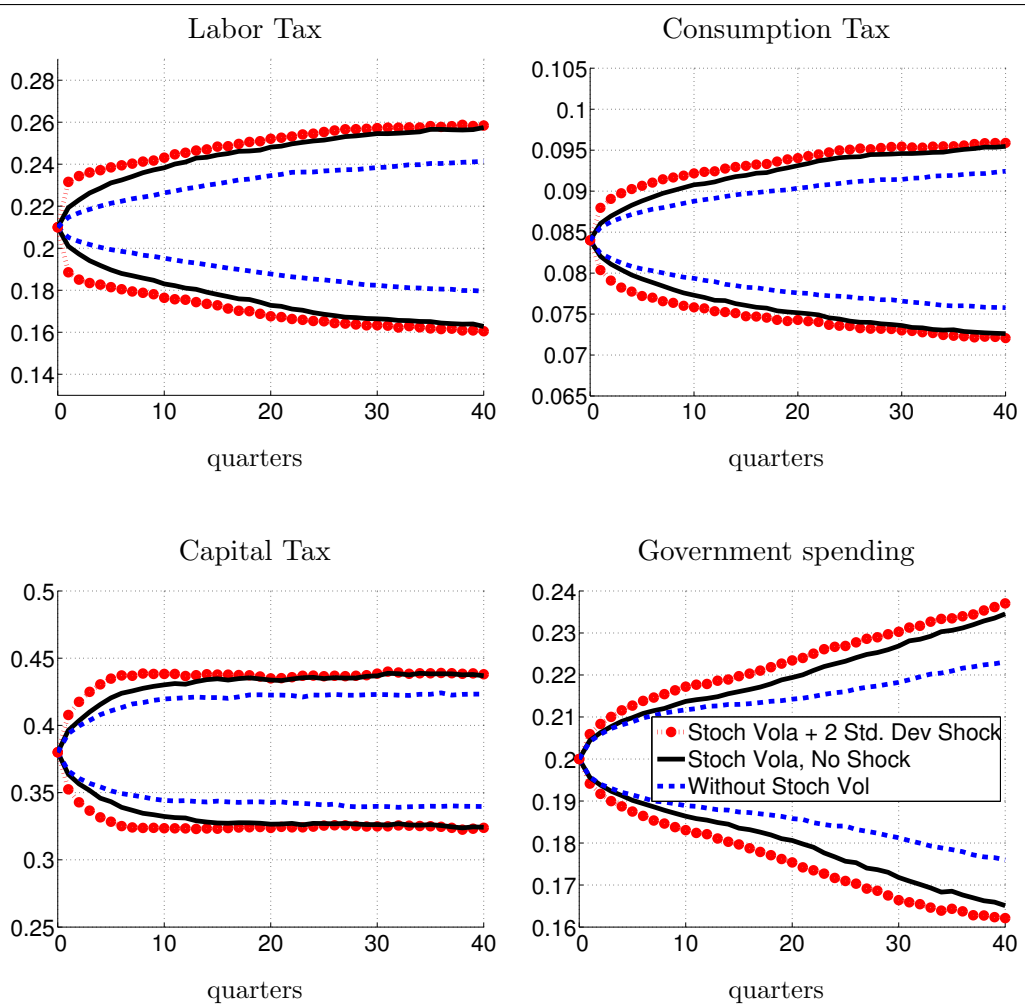 Labor Tax
0.28
0.26
0.24
0.22
0.2
0.18
0.16
0.14
0 10 20 30 40
quarters
Consumption Tax
0.105
0.1
0.095
0.09
0.085
0.08
0.075
0.07
0.065
0 10 20 30 40
quarters
Capital Tax
0.5
0.45
0.4
0.35
0.3
0.25
0 10 20 30 40
quarters
Government spending
0.24
0.23
0.22
0.21
0.2
0.19
0.18
0.17
0.16
Stoch Vola + 2 Std. Dev Shock
Stoch Vola, No Shock
Without Stoch Vol
0 10 20 30 40
quarters